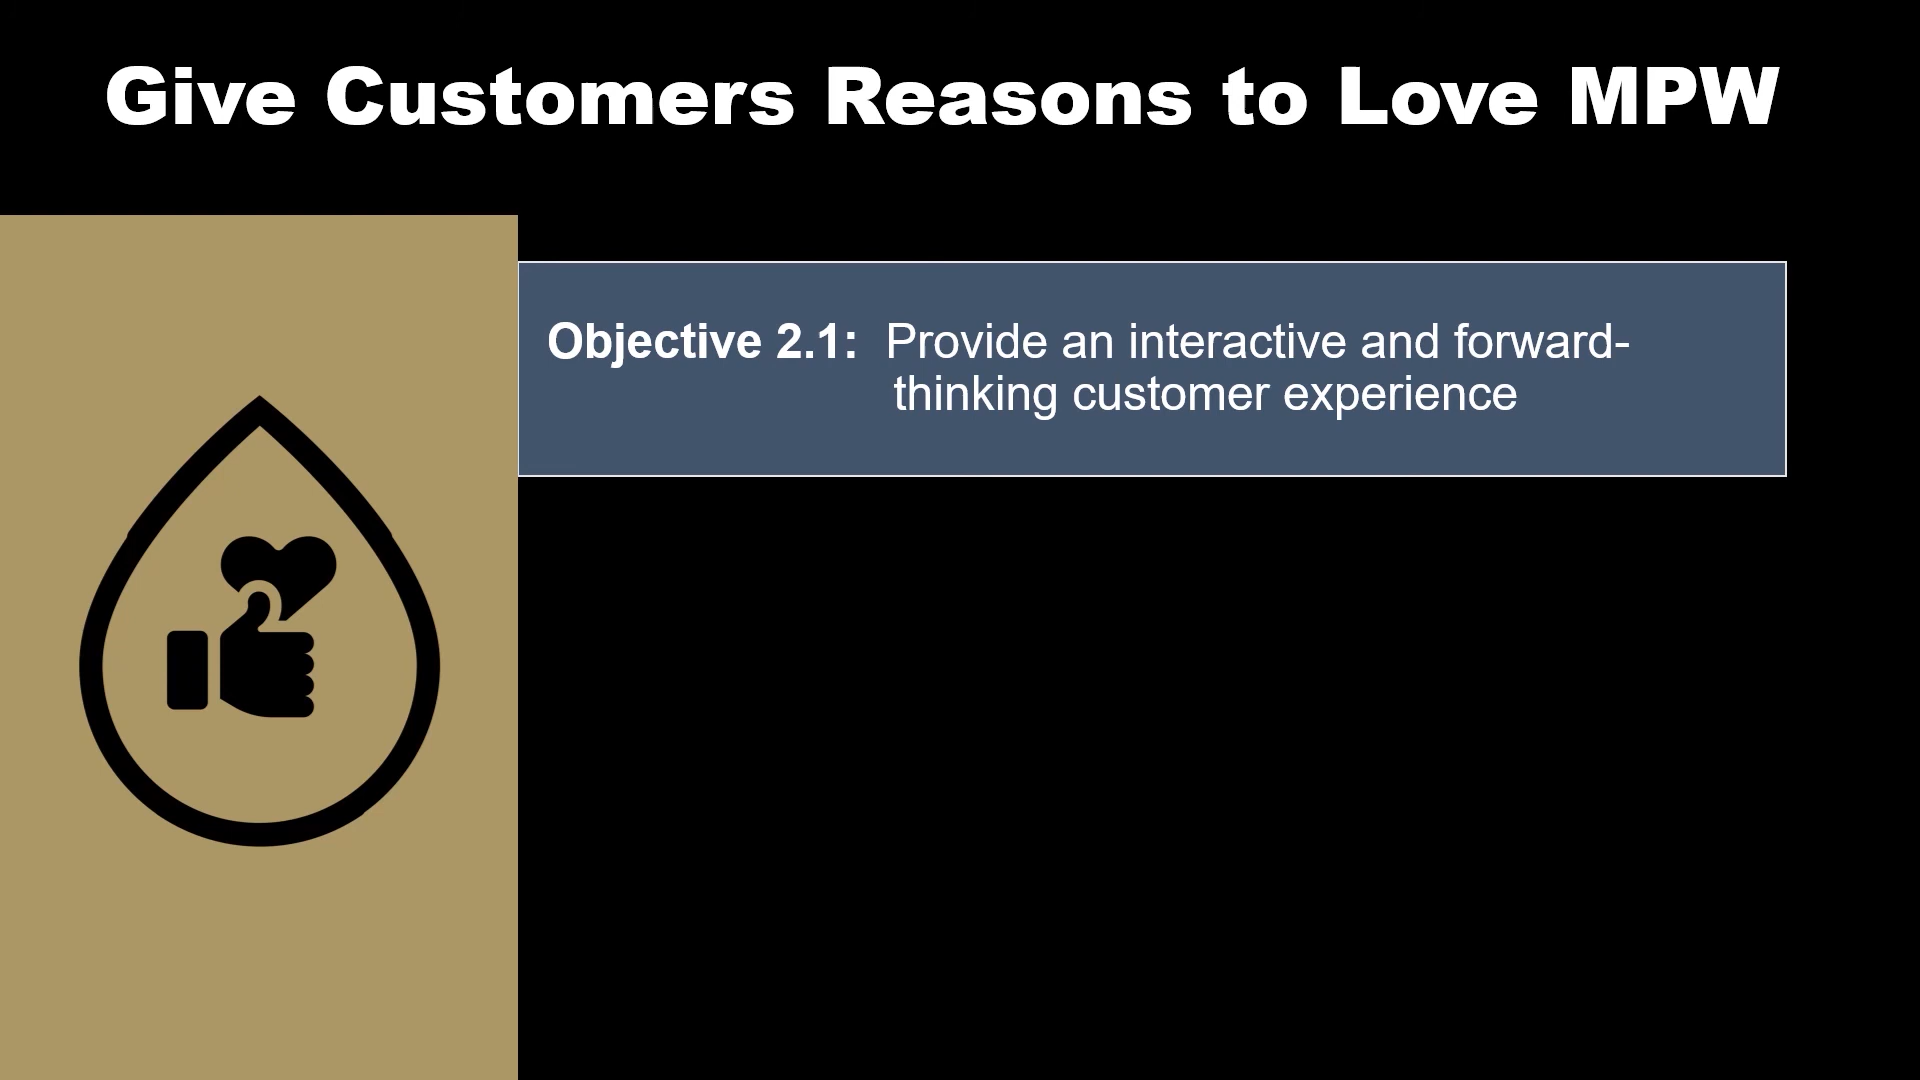 Give Customers Reasons to Love MPW
Objective 2.1: Provide an interactive and forward-
thinking customer experience